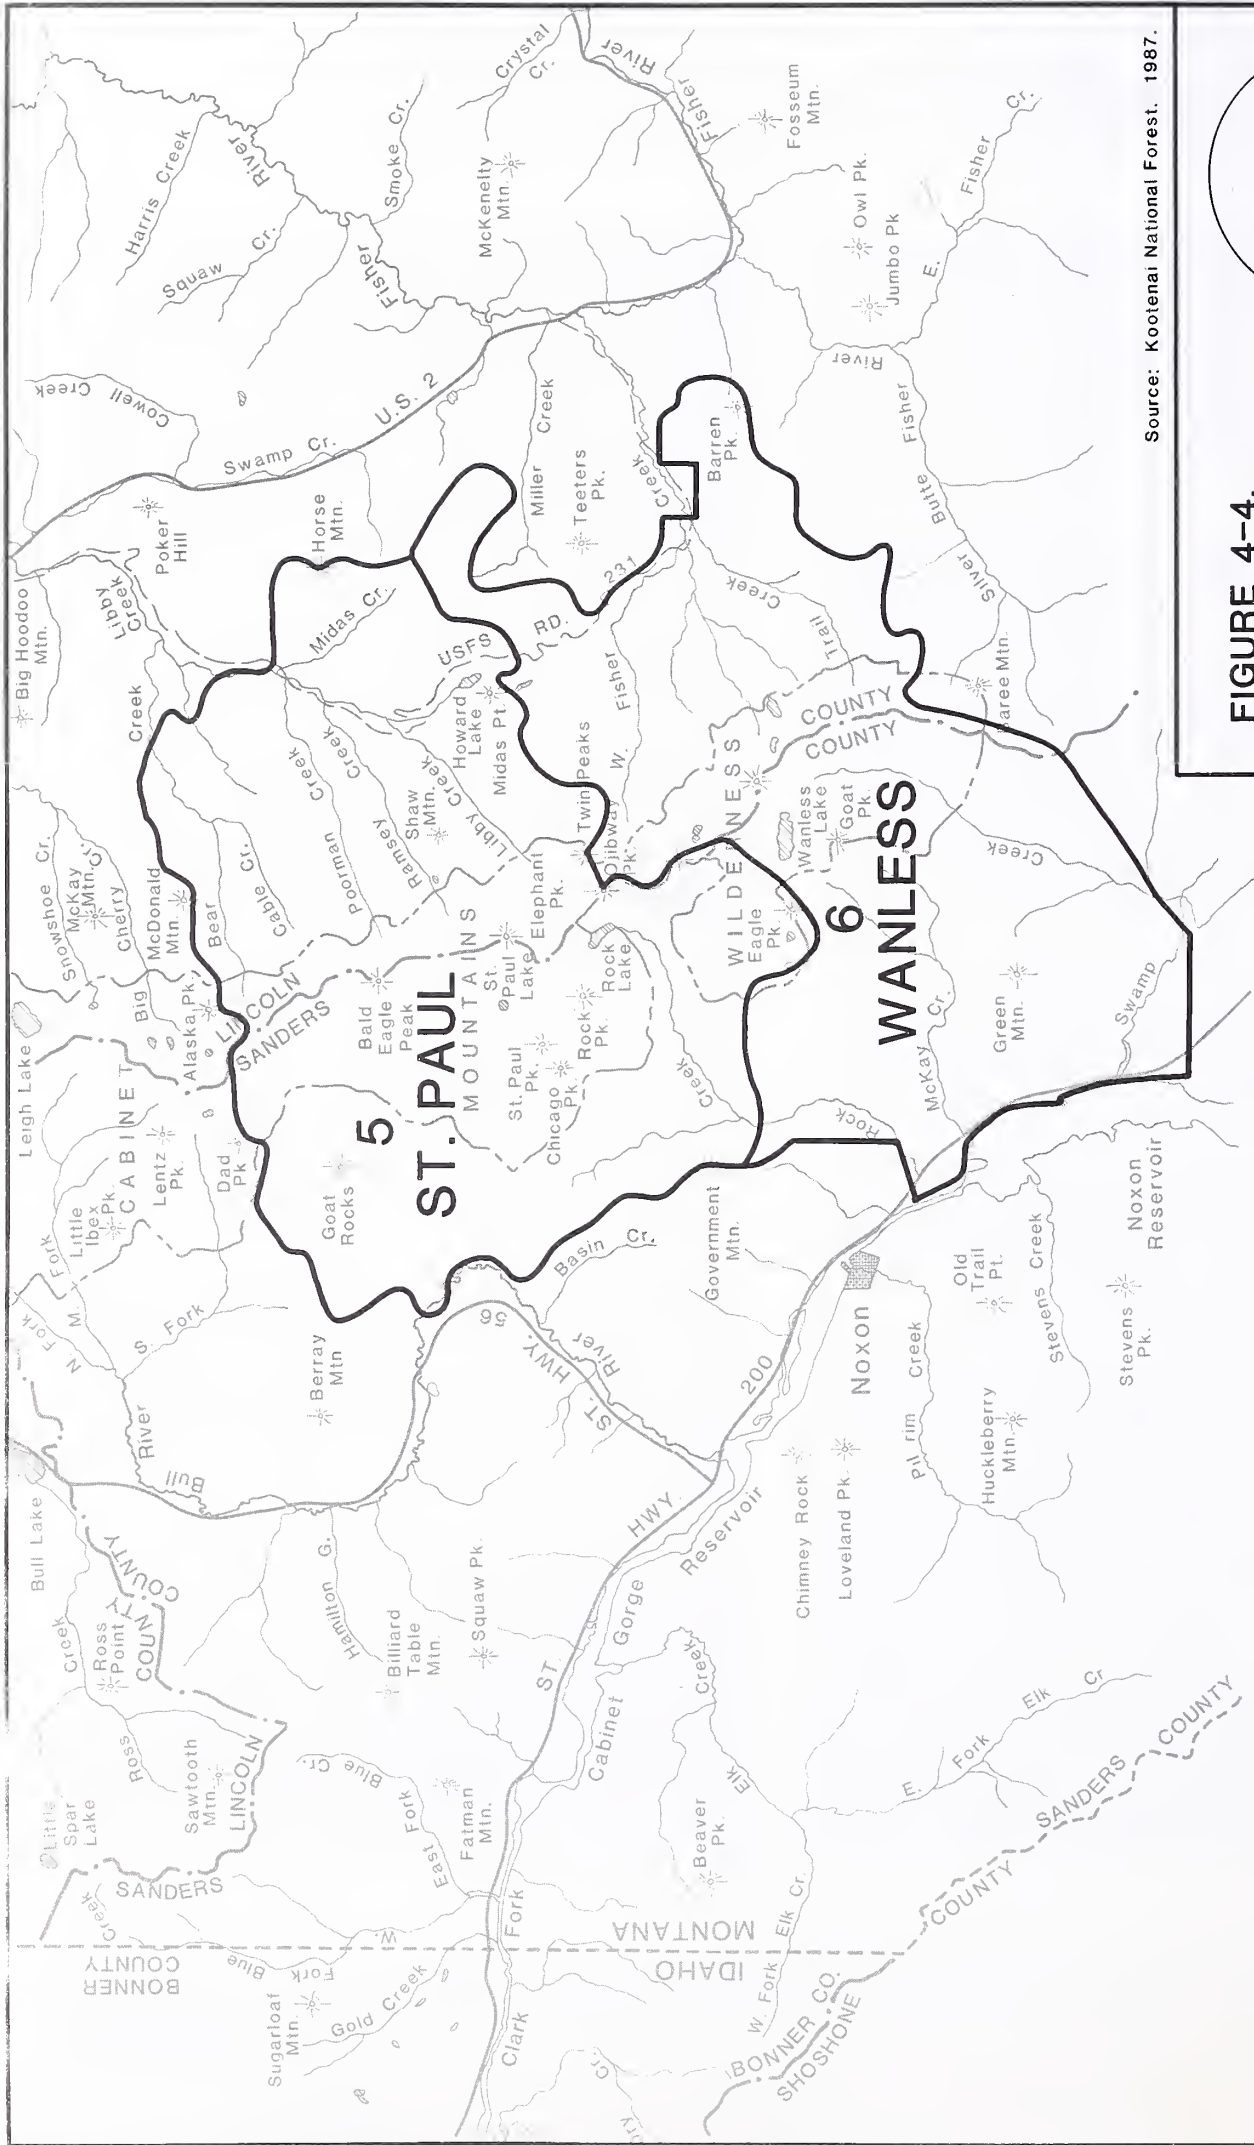 Big Hoodoo
Mtn.
Harris Creek
Squaw Cr.
River
Fisher
Smoke Cr.
Crystal
Cr.
River
Fisher
McKenelty
Mtn.
Fosseum
Mtn.
Owl Pk.
Jumbo Pk
E. Fisher Cr.
River
Fisher
Butte
Silver
Cowell
Creek
Swamp Cr.
U.S. 2
Poker
Hill
Horse
Mtn.
Libby
Creek
Midas Cr.
Miller Creek
Teeters
Pk.
Creek
Barren
Pk.
USFS RD. 231
W. Fisher
Trail Creek
Howard
Lake
Midas Pt.
Twin Peaks
Ojibway
Pk.
Elephant
Pk.
Libby Creek
Shaw
Mtn.
Ramsey Creek
Poorman Creek
Cable Cr.
Bear Creek
Big Cherry
McDonald
Mtn.
McKay
Mtn.
Cr.
Snowshoe Cr.
Leigh Lake
Alaska Pk.
LINCOLN
COUNTY
SANDERS
COUNTY
CABINET
MOUNTAINS
WILDERNESS
Bald
Eagle
Peak
St.
Paul
Lake
St. Paul
Pk.
Rock
Lake
Rock
Pk.
Chicago
Pk.
5
ST. PAUL
Eagle
Pk.
Wanless
Lake
Goat
Pk.
6
WANLESS
Creek
Swamp
Green
Mtn.
McKay Cr.
Rock
Creek
Dad
Pk
Lentz
Pk.
Little
Ibex
Pk.
N Fork
M. Fork
S. Fork
Goat
Rocks
Berray
Mtn
Basin Cr.
Government
Mtn.
ST. HWY. 56
River
Bull
River
Bull Lake
NOXON
ST. HWY. 200
Noxon
Reservoir
Old
Trail
Pt.
Stevens Creek
Stevens
Pk.
Pil rim Creek
Huckleberry
Mtn.
Chimney Rock
Loveland Pk.
Cabinet Gorge Reservoir
Hamilton G.
Billiard
Table
Mtn.
Squaw Pk.
Ross
Point
COUNTY
COUNTY
Ross Creek
Sawtooth
Mtn.
LINCOLN
SANDERS
Little
Spar
Lake
East Fork Blue Cr.
Fatman
Mtn.
Creek
W. Fork Blue
BONNER
COUNTY
Sugarloaf
Mtn.
Gold Creek
Clark Fork
MONTANA
IDAHO
Beaver
Pk.
Elk Creek
Elk Cr.
W Fork
E. Fork Elk Cr
SANDERS COUNTY
COUNTY
BONNER CO.
SHOSHONE
Cr.
Source: Kootenai National Forest. 1987.
FIGURE 4-4.